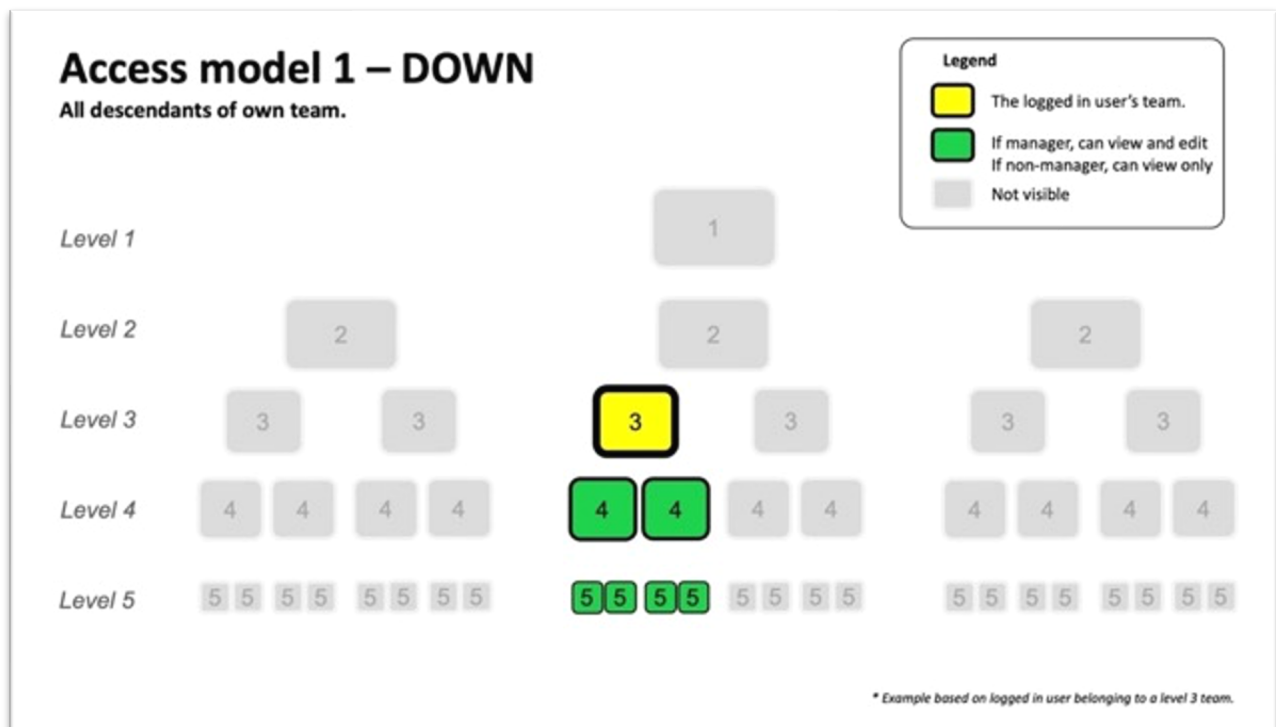 Access model 1 – DOWN
All descendants of own team.
Legend
The logged in user's team.
If manager, can view and edit
If non-manager, can view only
Not visible
Level 1
1
Level 2
2 2 2
Level 3
3 3 3 3 3 3
Level 4
4 4 4 4 4 4 4 4 4 4 4 4
Level 5
5 5 5 5 5 5 5 5 5 5 5 5 5 5 5 5 5 5 5 5 5 5 5 5
* Example based on logged in user belonging to a level 3 team.